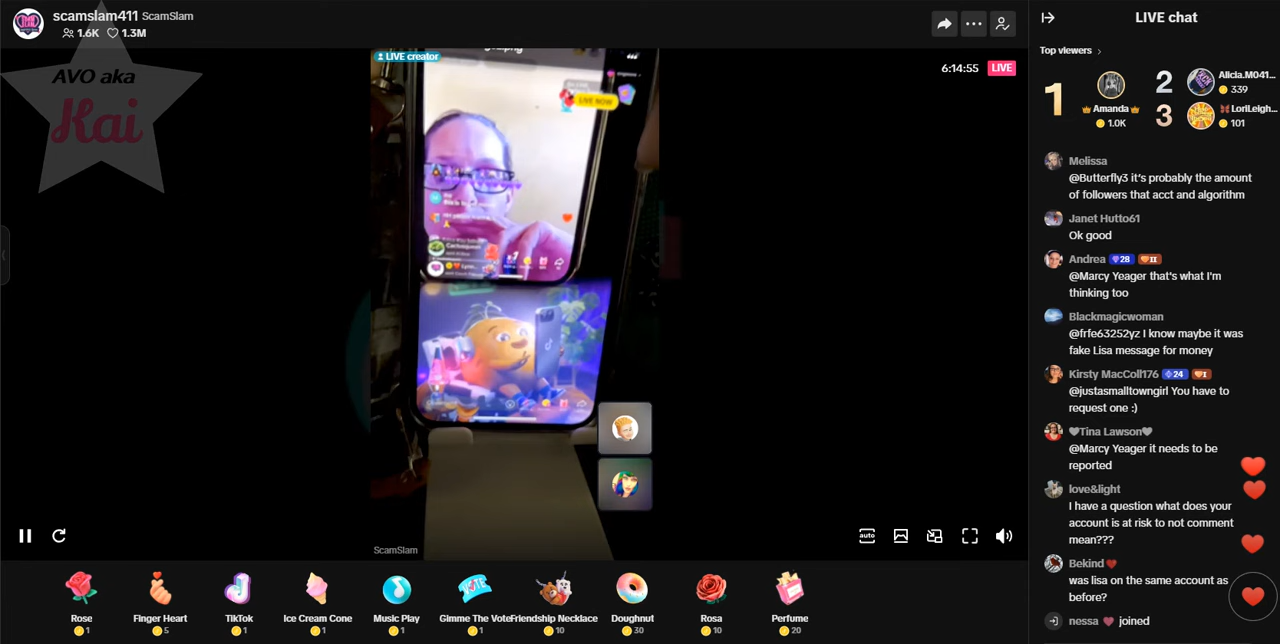 scamslam411 ScamSlam
1.6K 1.3M
AVO aka
Kai
LIVE creator
LIVE NOW
6:14:55 LIVE
ScamSlam
auto
Rose
1
Finger Heart
5
TikTok
1
Ice Cream Cone
1
Music Play
1
Gimme The Vote
1
Friendship Necklace
10
Doughnut
30
Rosa
10
Perfume
20
LIVE chat
Top viewers
1
Amanda
1.0K
2
Alicia.M041...
339
3
LoriLeigh...
101
Melissa
@Butterfly3 it's probably the amount
of followers that acct and algorithm
Janet Hutto61
Ok good
Andrea 28 II
@Marcy Yeager that's what I'm
thinking too
Blackmagicwoman
@frfe63252yz I know maybe it was
fake Lisa message for money
Kirsty MacColl176 24 I
@justasmalltowngirl You have to
request one :)
Tina Lawson
@Marcy Yeager it needs to be
reported
love&light
I have a question what does your
account is at risk to not comment
mean???
Bekind
was lisa on the same account as
before?
nessa joined